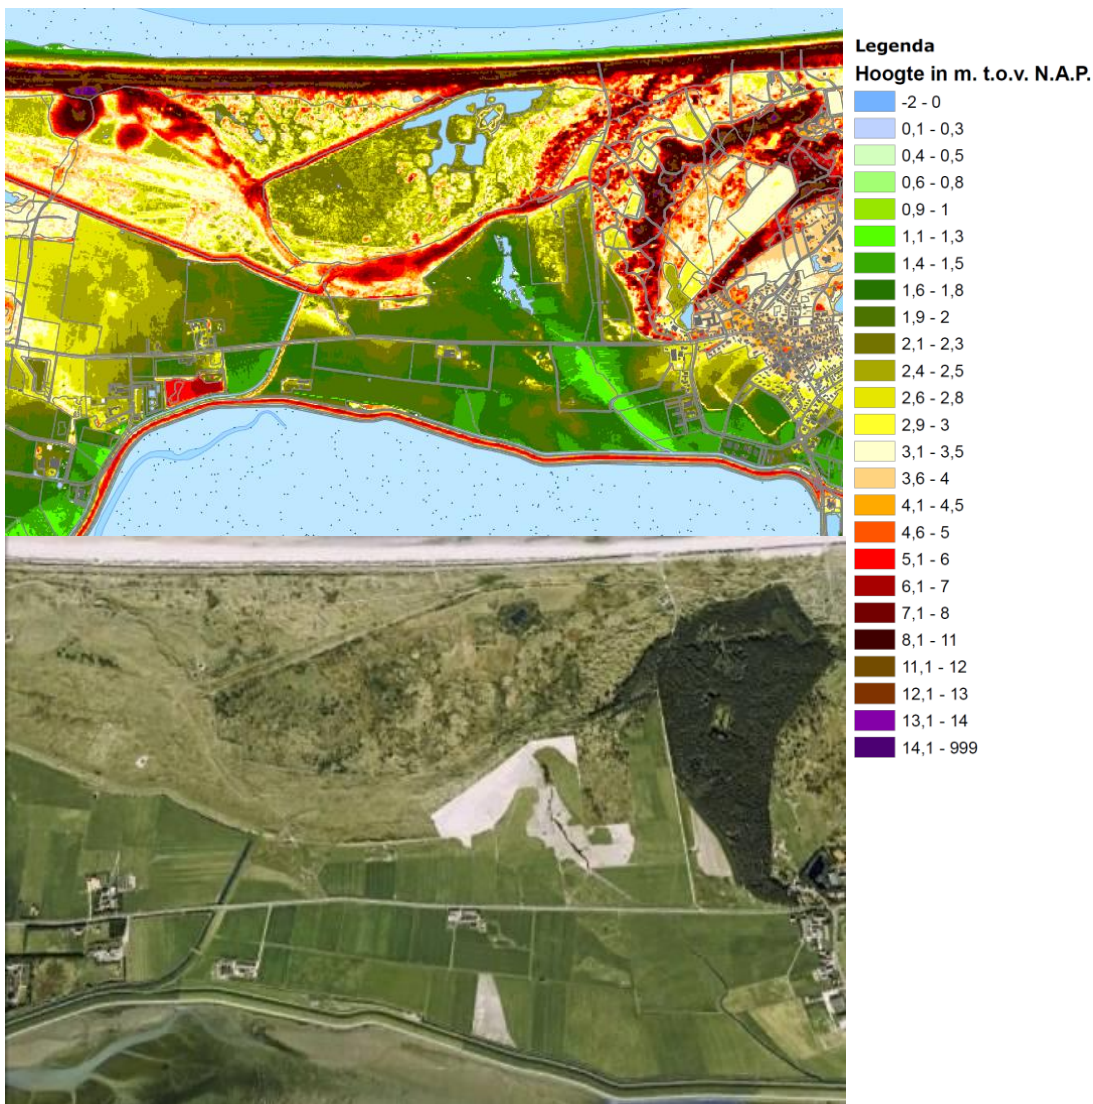 Legenda
Hoogte in m. t.o.v. N.A.P.
-2 - 0
0,1 - 0,3
0,4 - 0,5
0,6 - 0,8
0,9 - 1
1,1 - 1,3
1,4 - 1,5
1,6 - 1,8
1,9 - 2
2,1 - 2,3
2,4 - 2,5
2,6 - 2,8
2,9 - 3
3,1 - 3,5
3,6 - 4
4,1 - 4,5
4,6 - 5
5,1 - 6
6,1 - 7
7,1 - 8
8,1 - 11
11,1 - 12
12,1 - 13
13,1 - 14
14,1 - 999